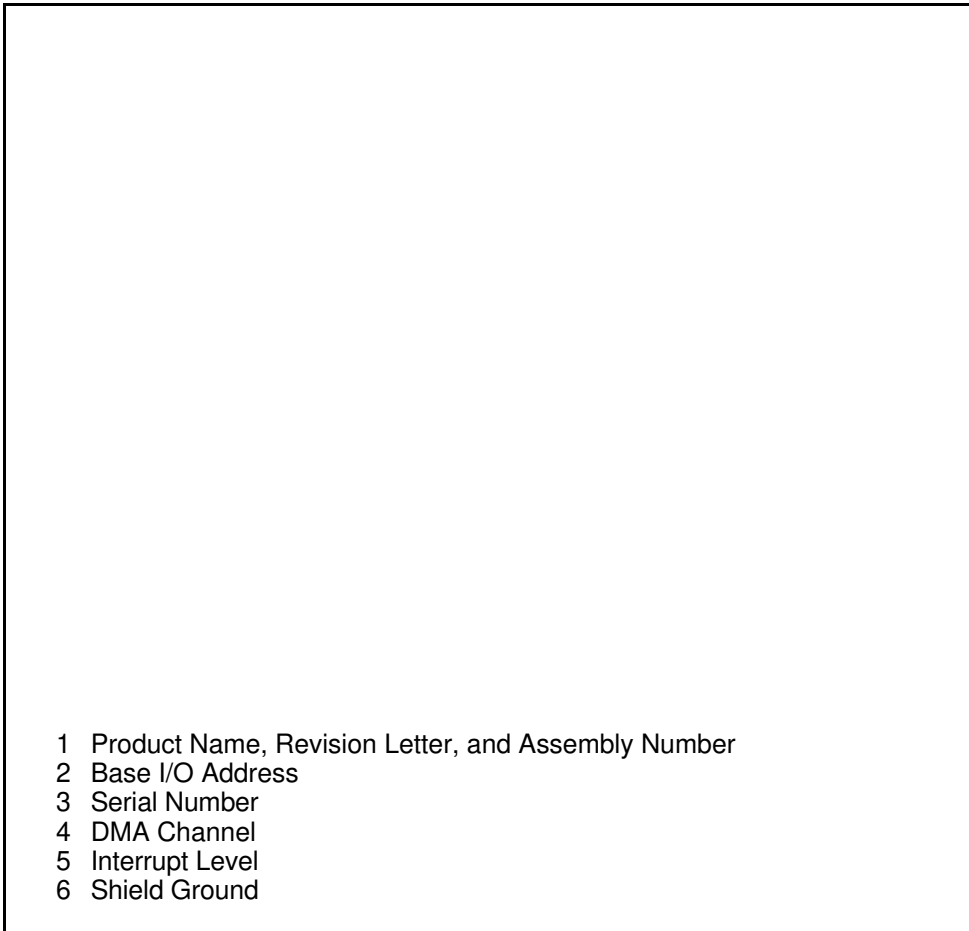 1 Product Name, Revision Letter, and Assembly Number
2 Base I/O Address
3 Serial Number
4 DMA Channel
5 Interrupt Level
6 Shield Ground